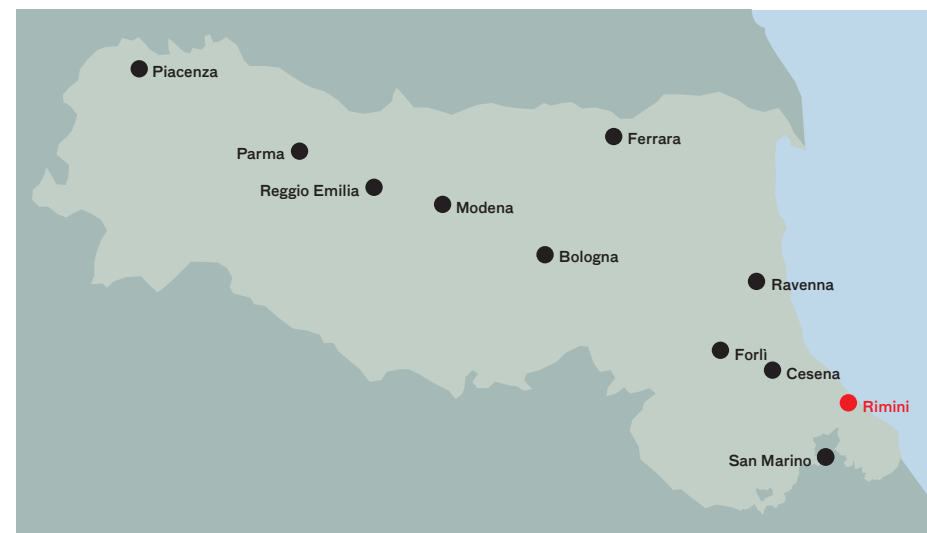 Piacenza
Ferrara
Parma
Reggio Emilia
Modena
Bologna
Ravenna
Forlì
Cesena
Rimini
San Marino